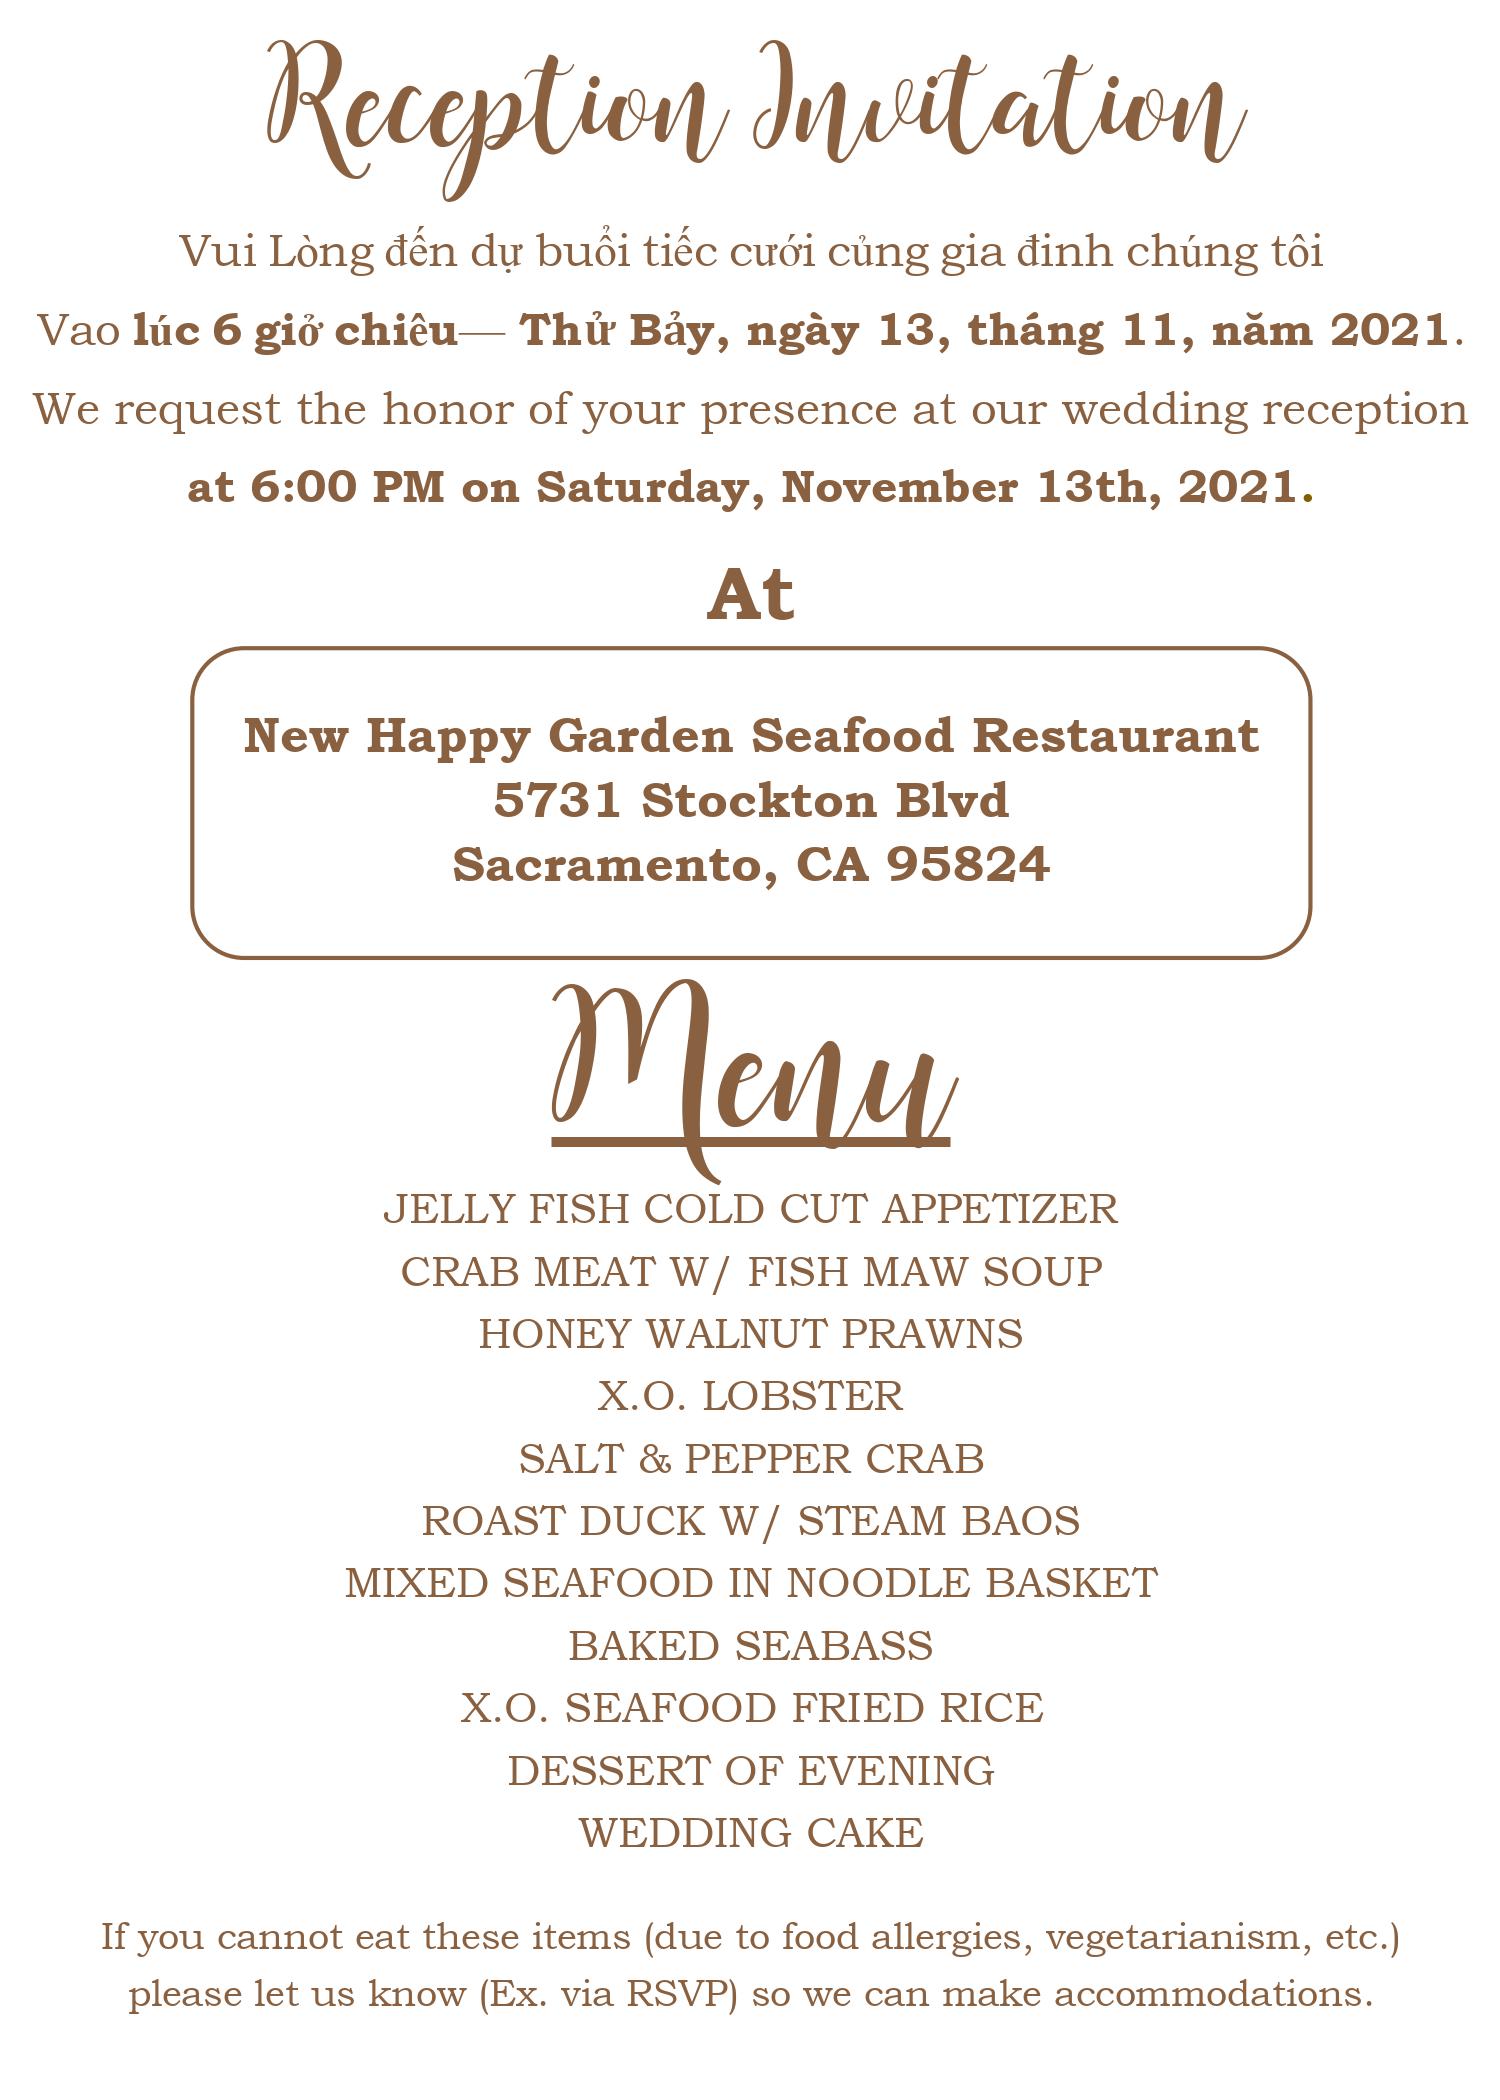 Reception Invitation
Vui Lòng đến dự buổi tiếc cưới củng gia đinh chúng tôi
Vao lúc 6 giở chiêu— Thử Bảy, ngày 13, tháng 11, năm 2021.
We request the honor of your presence at our wedding reception
at 6:00 PM on Saturday, November 13th, 2021.
At
New Happy Garden Seafood Restaurant
5731 Stockton Blvd
Sacramento, CA 95824
Menu
JELLY FISH COLD CUT APPETIZER
CRAB MEAT W/ FISH MAW SOUP
HONEY WALNUT PRAWNS
X.O. LOBSTER
SALT & PEPPER CRAB
ROAST DUCK W/ STEAM BAOS
MIXED SEAFOOD IN NOODLE BASKET
BAKED SEABASS
X.O. SEAFOOD FRIED RICE
DESSERT OF EVENING
WEDDING CAKE
If you cannot eat these items (due to food allergies, vegetarianism, etc.)
please let us know (Ex. via RSVP) so we can make accommodations.